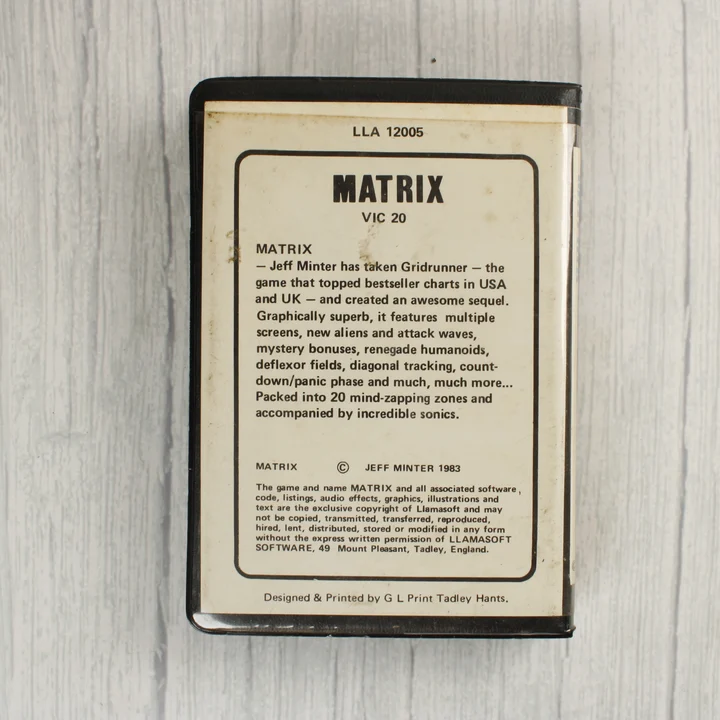 LLA 12005
MATRIX
VIC 20
MATRIX
— Jeff Minter has taken Gridrunner — the
game that topped bestseller charts in USA
and UK — and created an awesome sequel.
Graphically superb, it features multiple
screens, new aliens and attack waves,
mystery bonuses, renegade humanoids,
deflexor fields, diagonal tracking, count-
down/panic phase and much, much more...
Packed into 20 mind-zapping zones and
accompanied by incredible sonics.
MATRIX © JEFF MINTER 1983
The game and name MATRIX and all associated software,
code, listings, audio effects, graphics, illustrations and
text are the exclusive copyright of Llamasoft and may
not be copied, transmitted, transferred, reproduced,
hired, lent, distributed, stored or modified in any form
without the express written permission of LLAMASOFT
SOFTWARE, 49 Mount Pleasant, Tadley, England.
Designed & Printed by G L Print Tadley Hants.